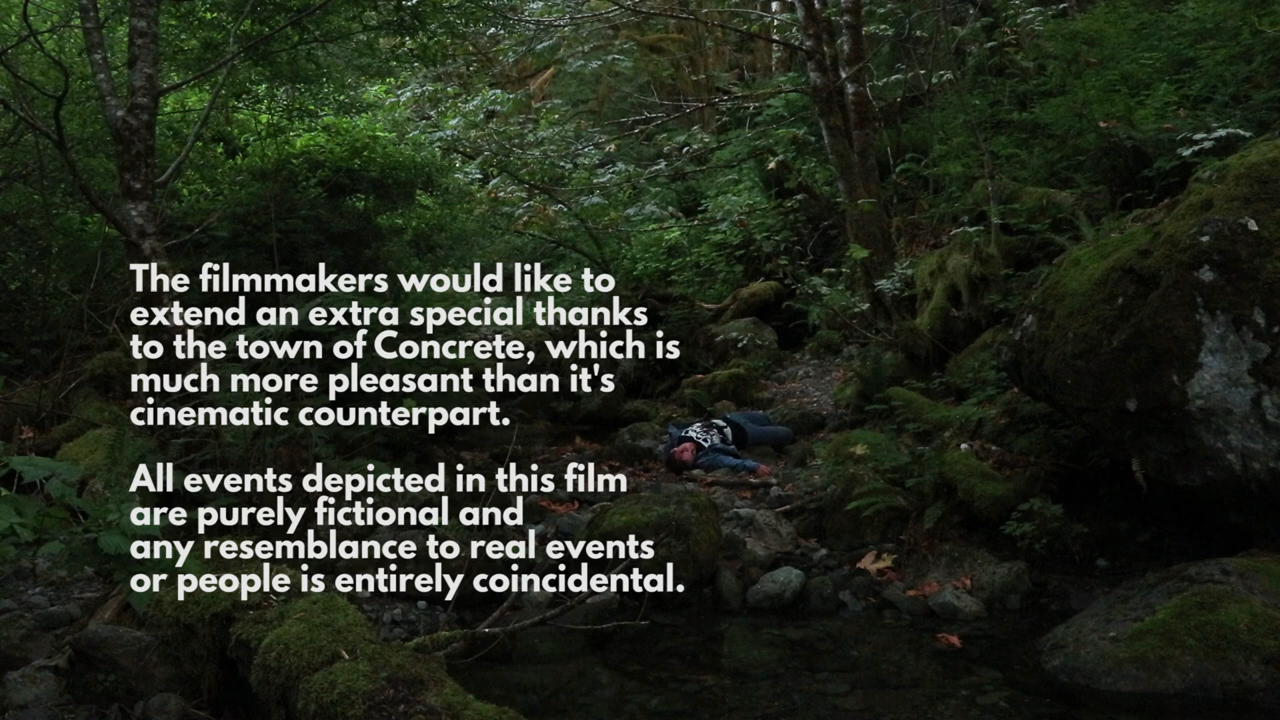 The filmmakers would like to
extend an extra special thanks
to the town of Concrete, which is
much more pleasant than it's
cinematic counterpart.
All events depicted in this film
are purely fictional and
any resemblance to real events
or people is entirely coincidental.